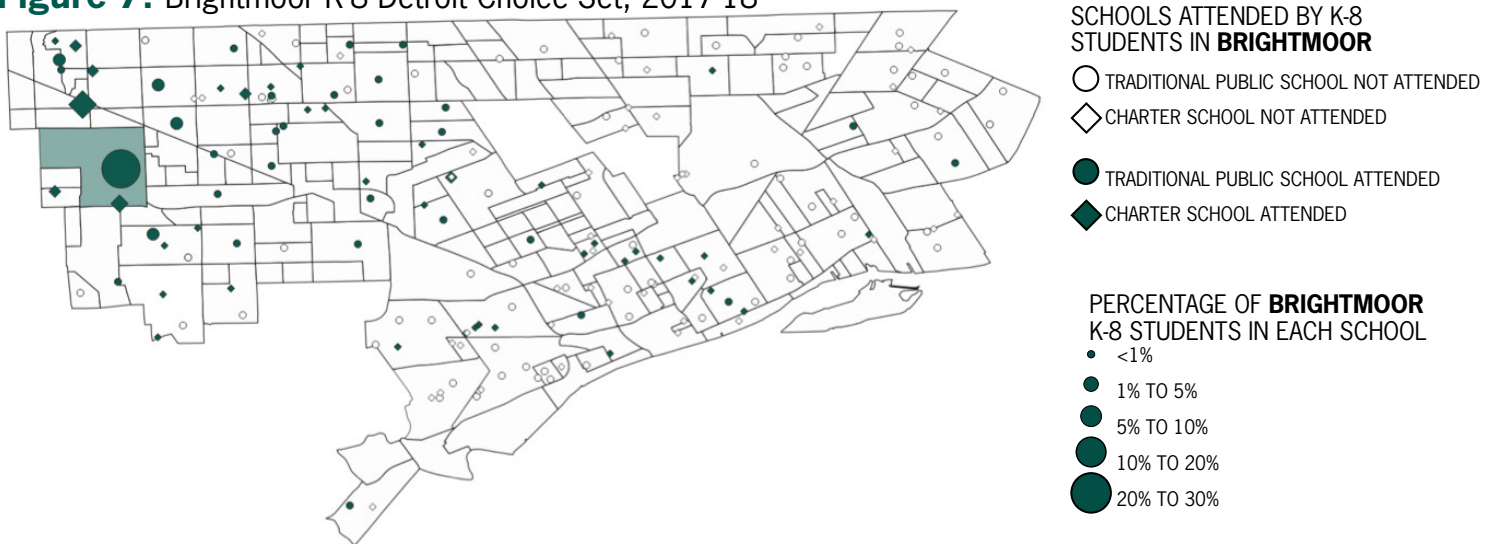 Figure 7: Brightmoor K-8 Detroit Choice Set, 2017-18
SCHOOLS ATTENDED BY K-8
STUDENTS IN BRIGHTMOOR
TRADITIONAL PUBLIC SCHOOL NOT ATTENDED
CHARTER SCHOOL NOT ATTENDED
TRADITIONAL PUBLIC SCHOOL ATTENDED
CHARTER SCHOOL ATTENDED
PERCENTAGE OF BRIGHTMOOR
K-8 STUDENTS IN EACH SCHOOL
<1%
1% TO 5%
5% TO 10%
10% TO 20%
20% TO 30%